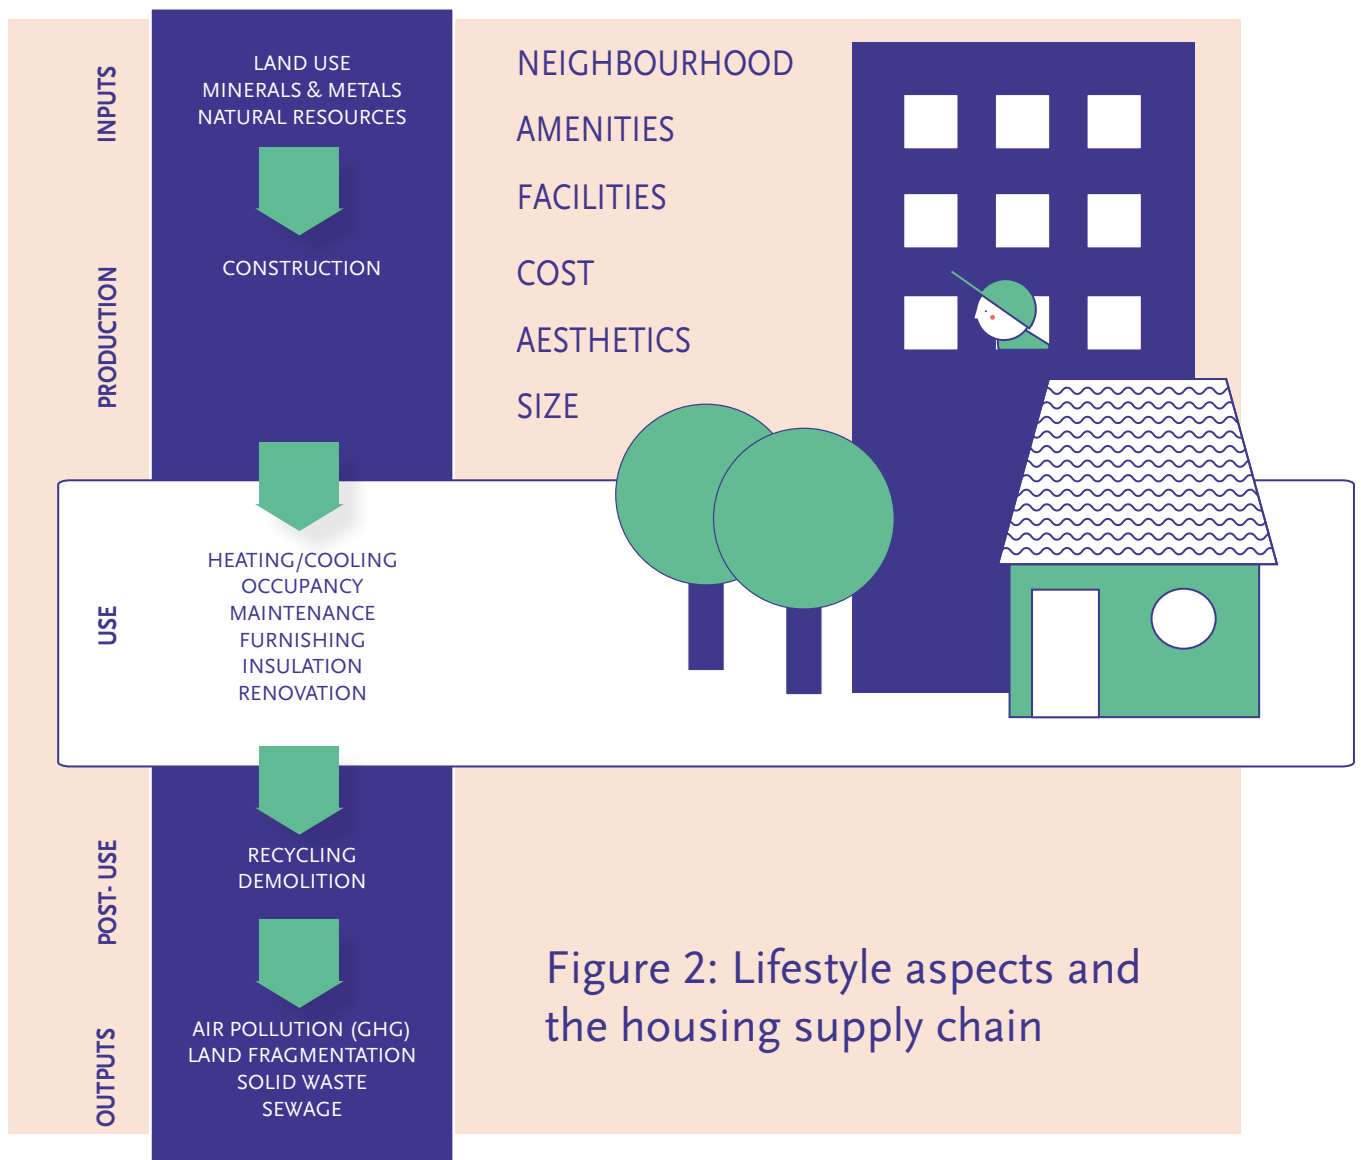 INPUTS
LAND USE
MINERALS & METALS
NATURAL RESOURCES
PRODUCTION
CONSTRUCTION
USE
HEATING/COOLING
OCCUPANCY
MAINTENANCE
FURNISHING
INSULATION
RENOVATION
POST- USE
RECYCLING
DEMOLITION
OUTPUTS
AIR POLLUTION (GHG)
LAND FRAGMENTATION
SOLID WASTE
SEWAGE
NEIGHBOURHOOD
AMENITIES
FACILITIES
COST
AESTHETICS
SIZE
Figure 2: Lifestyle aspects and
the housing supply chain